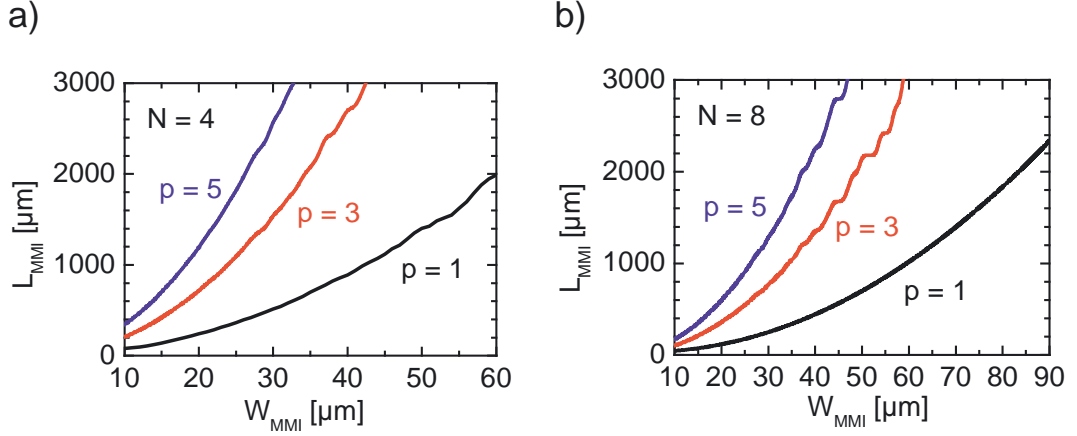 a)
3000
2000
1000
0
L_MMI [µm]
N = 4
p = 5
p = 3
p = 1
10 20 30 40 50 60
W_MMI [µm]
b)
3000
2000
1000
0
L_MMI [µm]
N = 8
p = 5
p = 3
p = 1
10 20 30 40 50 60 70 80 90
W_MMI [µm]